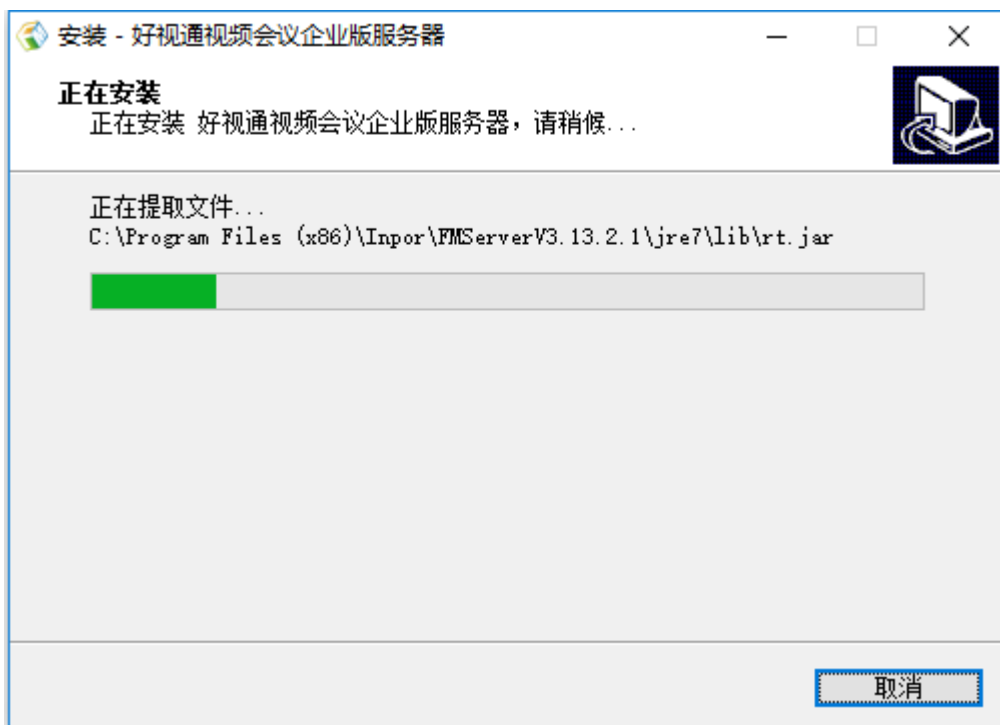 安装 - 好视通视频会议企业版服务器
正在安装
正在安装 好视通视频会议企业版服务器，请稍候...
正在提取文件...
C:\Program Files (x86)\Inpor\FMServerV3.13.2.1\jre7\lib\rt.jar
取消